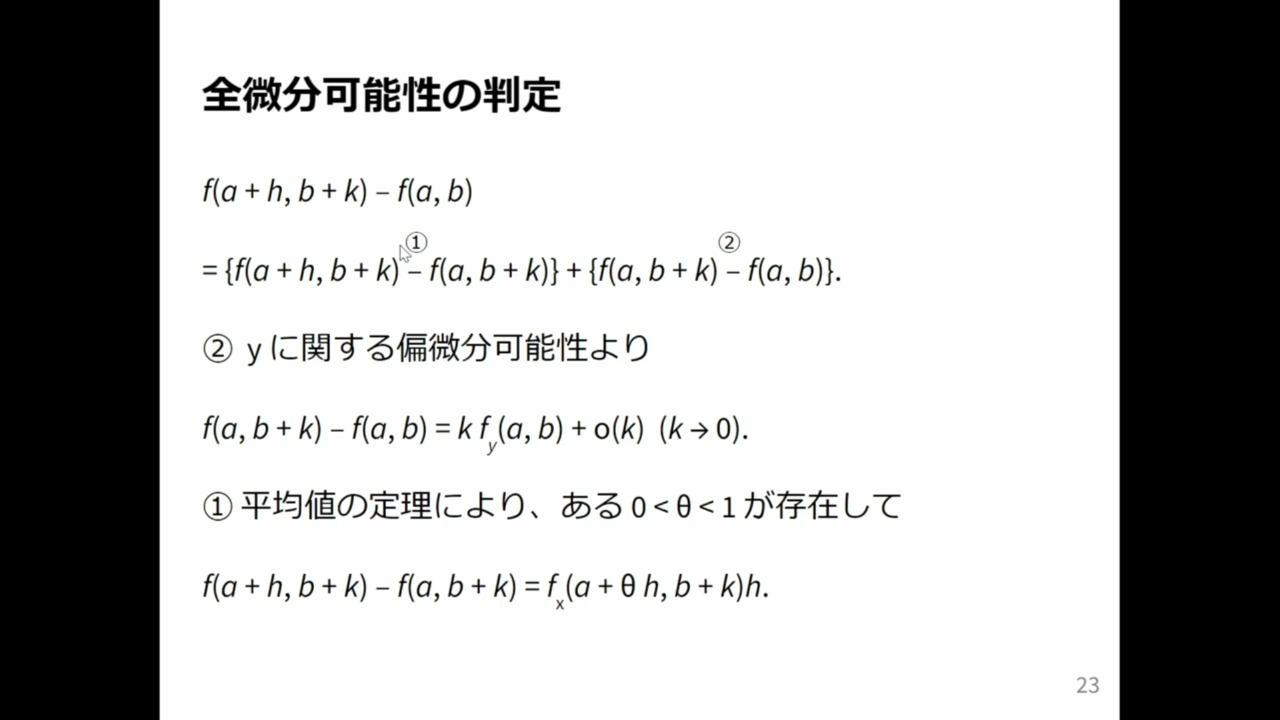 全微分可能性の判定
f(a + h, b + k) – f(a, b)
① ②
= {f(a + h, b + k) – f(a, b + k)} + {f(a, b + k) – f(a, b)}.
② y に関する偏微分可能性より
f(a, b + k) – f(a, b) = k f_y(a, b) + o(k) (k → 0).
① 平均値の定理により、ある 0 < θ < 1 が存在して
f(a + h, b + k) – f(a, b + k) = f_x(a + θ h, b + k)h.
23